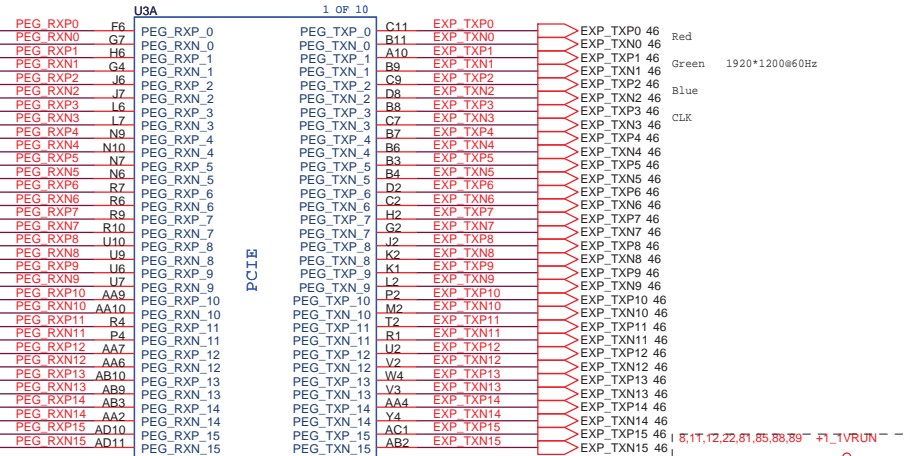 U3A 1 OF 10
PEG_RXP0 F6 PEG_RXP_0 PEG_TXP_0 C11 EXP_TXP0 EXP_TXP0 46
PEG_RXN0 G7 PEG_RXN_0 PEG_TXN_0 B11 EXP_TXN0 EXP_TXN0 46 Red
PEG_RXP1 H6 PEG_RXP_1 PEG_TXP_1 A10 EXP_TXP1 EXP_TXP1 46
PEG_RXN1 G4 PEG_RXN_1 PEG_TXN_1 B9 EXP_TXN1 EXP_TXN1 46 Green 1920*1200@60Hz
PEG_RXP2 J6 PEG_RXP_2 PEG_TXP_2 C9 EXP_TXP2 EXP_TXP2 46
PEG_RXN2 J7 PEG_RXN_2 PEG_TXN_2 D8 EXP_TXN2 EXP_TXN2 46 Blue
PEG_RXP3 L6 PEG_RXP_3 PEG_TXP_3 B8 EXP_TXP3 EXP_TXP3 46
PEG_RXN3 L7 PEG_RXN_3 PEG_TXN_3 C7 EXP_TXN3 EXP_TXN3 46 CLK
PEG_RXP4 N9 PEG_RXP_4 PEG_TXP_4 B7 EXP_TXP4 EXP_TXP4 46
PEG_RXN4 N10 PEG_RXN_4 PEG_TXN_4 B6 EXP_TXN4 EXP_TXN4 46
PEG_RXP5 N7 PEG_RXP_5 PEG_TXP_5 B3 EXP_TXP5 EXP_TXP5 46
PEG_RXN5 N6 PEG_RXN_5 PEG_TXN_5 B4 EXP_TXN5 EXP_TXN5 46
PEG_RXP6 R7 PEG_RXP_6 PEG_TXP_6 D2 EXP_TXP6 EXP_TXP6 46
PEG_RXN6 R6 PEG_RXN_6 PEG_TXN_6 C2 EXP_TXN6 EXP_TXN6 46
PEG_RXP7 R9 PEG_RXP_7 PEG_TXP_7 H2 EXP_TXP7 EXP_TXP7 46
PEG_RXN7 R10 PEG_RXN_7 PEG_TXN_7 G2 EXP_TXN7 EXP_TXN7 46
PEG_RXP8 U10 PEG_RXP_8 PEG_TXP_8 J2 EXP_TXP8 EXP_TXP8 46
PEG_RXN8 U9 PEG_RXN_8 PCIE PEG_TXN_8 K2 EXP_TXN8 EXP_TXN8 46
PEG_RXP9 U6 PEG_RXP_9 PEG_TXP_9 K1 EXP_TXP9 EXP_TXP9 46
PEG_RXN9 U7 PEG_RXN_9 PEG_TXN_9 L2 EXP_TXN9 EXP_TXN9 46
PEG_RXP10 AA9 PEG_RXP_10 PEG_TXP_10 P2 EXP_TXP10 EXP_TXP10 46
PEG_RXN10 AA10 PEG_RXN_10 PEG_TXN_10 M2 EXP_TXN10 EXP_TXN10 46
PEG_RXP11 R4 PEG_RXP_11 PEG_TXP_11 T2 EXP_TXP11 EXP_TXP11 46
PEG_RXN11 P4 PEG_RXN_11 PEG_TXN_11 R1 EXP_TXN11 EXP_TXN11 46
PEG_RXP12 AA7 PEG_RXP_12 PEG_TXP_12 U2 EXP_TXP12 EXP_TXP12 46
PEG_RXN12 AA6 PEG_RXN_12 PEG_TXN_12 V2 EXP_TXN12 EXP_TXN12 46
PEG_RXP13 AB10 PEG_RXP_13 PEG_TXP_13 W4 EXP_TXP13 EXP_TXP13 46
PEG_RXN13 AB9 PEG_RXN_13 PEG_TXN_13 V3 EXP_TXN13 EXP_TXN13 46
PEG_RXP14 AB3 PEG_RXP_14 PEG_TXP_14 AA4 EXP_TXP14 EXP_TXP14 46
PEG_RXN14 AA2 PEG_RXN_14 PEG_TXN_14 Y4 EXP_TXN14 EXP_TXN14 46
PEG_RXP15 AD10 PEG_RXP_15 PEG_TXP_15 AC1 EXP_TXP15 EXP_TXP15 46 8,11,12,22,81,85,88,89 +1_1VRUN
PEG_RXN15 AD11 PEG_RXN_15 PEG_TXN_15 AB2 EXP_TXN15 EXP_TXN15 46